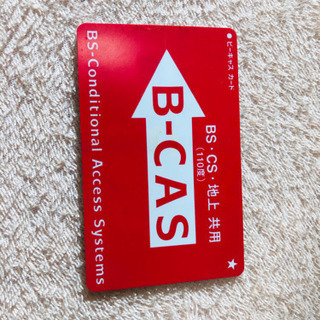 ● ビーキャス カード
BS・CS・地上 共用
(110度)
B-CAS
BS-Conditional Access Systems